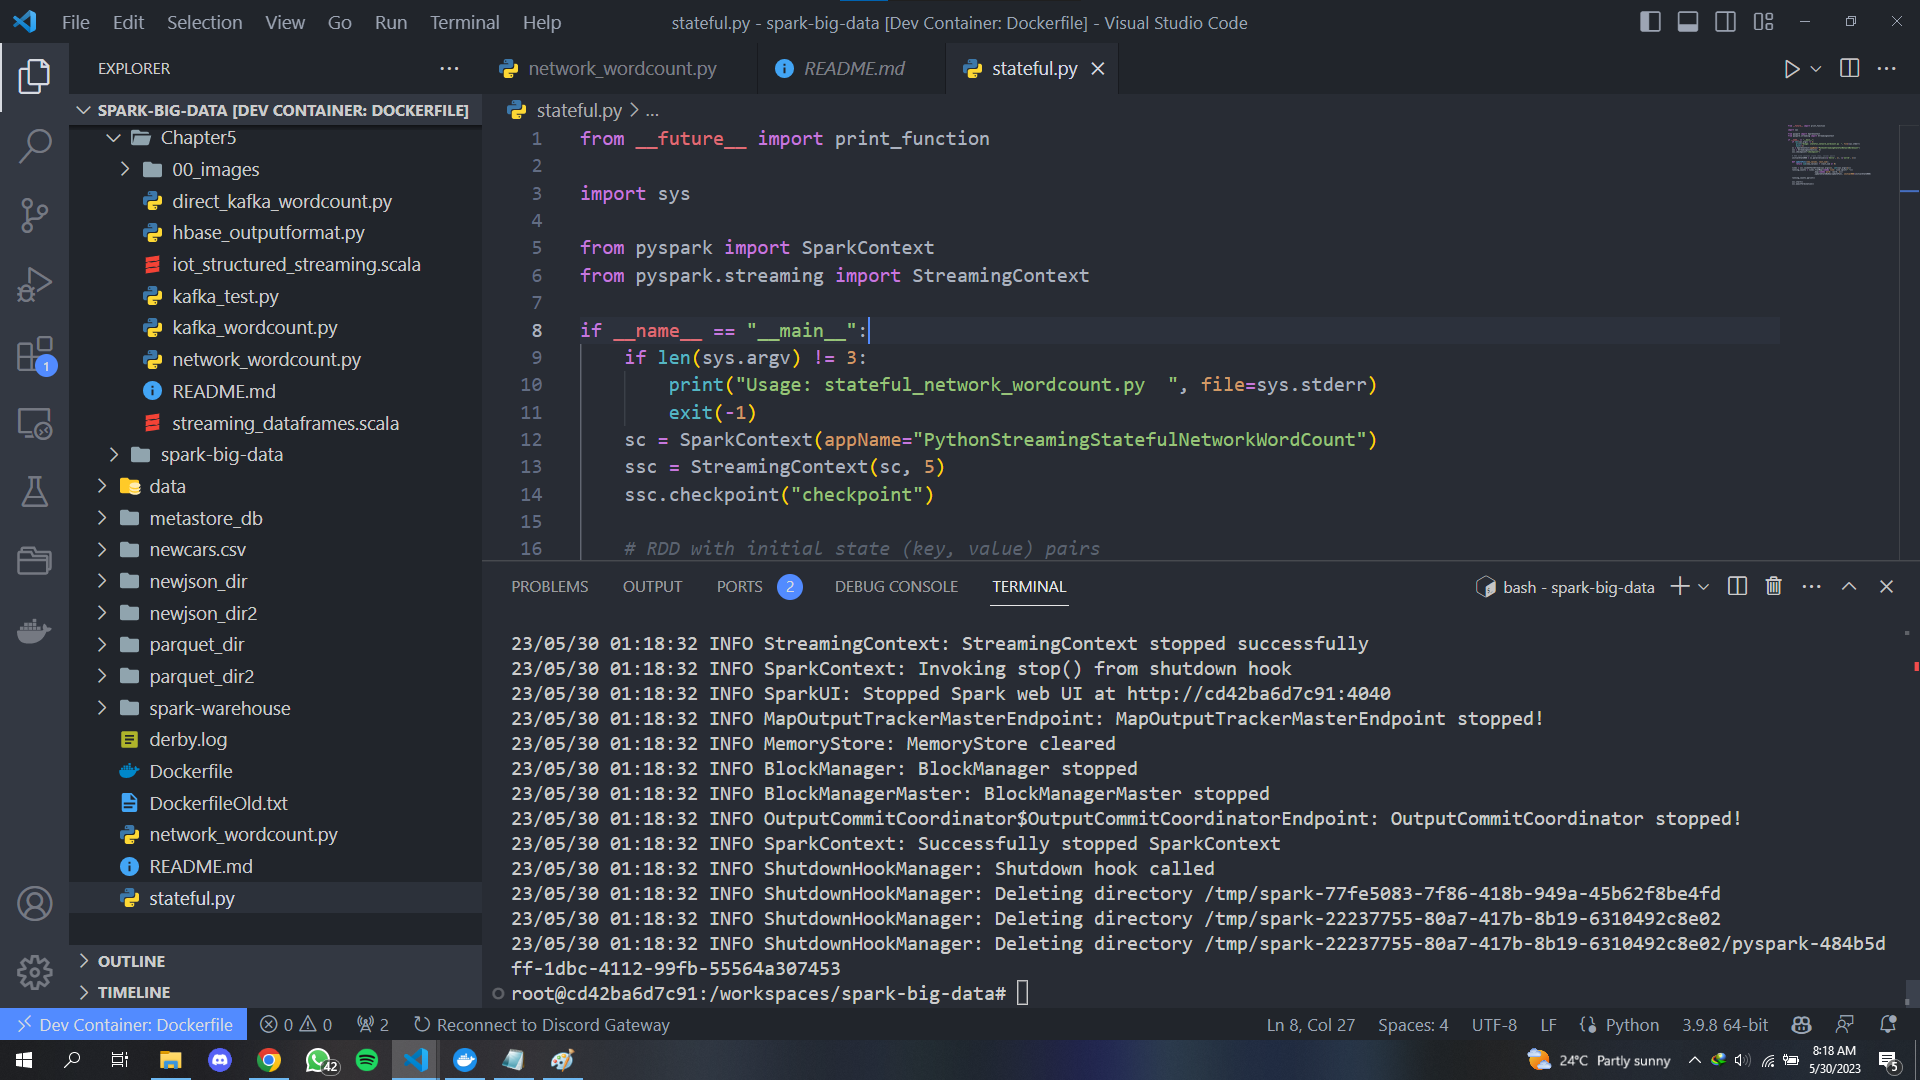 File Edit Selection View Go Run Terminal Help
stateful.py - spark-big-data [Dev Container: Dockerfile] - Visual Studio Code
EXPLORER
SPARK-BIG-DATA [DEV CONTAINER: DOCKERFILE]
Chapter5
00_images
direct_kafka_wordcount.py
hbase_outputformat.py
iot_structured_streaming.scala
kafka_test.py
kafka_wordcount.py
network_wordcount.py
README.md
streaming_dataframes.scala
spark-big-data
data
metastore_db
newcars.csv
newjson_dir
newjson_dir2
parquet_dir
parquet_dir2
spark-warehouse
derby.log
Dockerfile
DockerfileOld.txt
network_wordcount.py
README.md
stateful.py
OUTLINE
TIMELINE
1
network_wordcount.py README.md stateful.py
stateful.py > ...
1 from __future__ import print_function
2
3 import sys
4
5 from pyspark import SparkContext
6 from pyspark.streaming import StreamingContext
7
8 if __name__ == "__main__":
9 if len(sys.argv) != 3:
10 print("Usage: stateful_network_wordcount.py  ", file=sys.stderr)
11 exit(-1)
12 sc = SparkContext(appName="PythonStreamingStatefulNetworkWordCount")
13 ssc = StreamingContext(sc, 5)
14 ssc.checkpoint("checkpoint")
15
16 # RDD with initial state (key, value) pairs
PROBLEMS OUTPUT PORTS 2 DEBUG CONSOLE TERMINAL
bash - spark-big-data
23/05/30 01:18:32 INFO StreamingContext: StreamingContext stopped successfully
23/05/30 01:18:32 INFO SparkContext: Invoking stop() from shutdown hook
23/05/30 01:18:32 INFO SparkUI: Stopped Spark web UI at http://cd42ba6d7c91:4040
23/05/30 01:18:32 INFO MapOutputTrackerMasterEndpoint: MapOutputTrackerMasterEndpoint stopped!
23/05/30 01:18:32 INFO MemoryStore: MemoryStore cleared
23/05/30 01:18:32 INFO BlockManager: BlockManager stopped
23/05/30 01:18:32 INFO BlockManagerMaster: BlockManagerMaster stopped
23/05/30 01:18:32 INFO OutputCommitCoordinator$OutputCommitCoordinatorEndpoint: OutputCommitCoordinator stopped!
23/05/30 01:18:32 INFO SparkContext: Successfully stopped SparkContext
23/05/30 01:18:32 INFO ShutdownHookManager: Shutdown hook called
23/05/30 01:18:32 INFO ShutdownHookManager: Deleting directory /tmp/spark-77fe5083-7f86-418b-949a-45b62f8be4fd
23/05/30 01:18:32 INFO ShutdownHookManager: Deleting directory /tmp/spark-22237755-80a7-417b-8b19-6310492c8e02
23/05/30 01:18:32 INFO ShutdownHookManager: Deleting directory /tmp/spark-22237755-80a7-417b-8b19-6310492c8e02/pyspark-484b5d
ff-1dbc-4112-99fb-55564a307453
root@cd42ba6d7c91:/workspaces/spark-big-data#
Dev Container: Dockerfile 0 0 2 Reconnect to Discord Gateway
Ln 8, Col 27 Spaces: 4 UTF-8 LF Python 3.9.8 64-bit
42
24°C Partly sunny
8:18 AM
5/30/2023
5